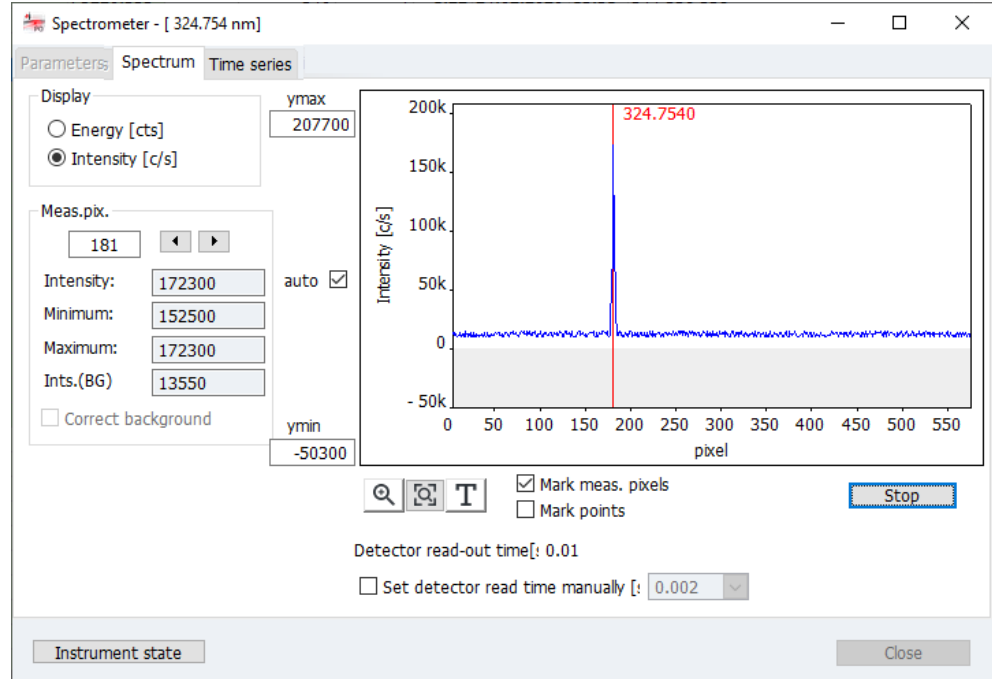 Spectrometer - [ 324.754 nm]
Parameters; Spectrum Time series
Display
Energy [cts]
Intensity [c/s]
ymax
207700
Meas.pix.
181
Intensity: 172300
Minimum: 152500
Maximum: 172300
Ints.(BG) 13550
Correct background
auto
ymin
-50300
324.7540
Intensity [c/s]
200k
150k
100k
50k
0
- 50k
0 50 100 150 200 250 300 350 400 450 500 550
pixel
T
Mark meas. pixels
Mark points
Stop
Detector read-out time[: 0.01
Set detector read time manually [: 0.002
Instrument state
Close